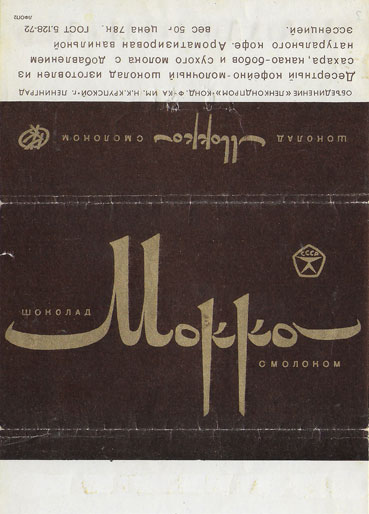 ОБЪЕДИНЕНИЕ «ЛЕНКОНДПРОМ» КОНД. Ф-КА ИМ. Н.К.КРУПСКОЙ г. ЛЕНИНГРАД
Десертный кофейно-молочный шоколад изготовлен из
сахара, какао-бобов и сухого молока с добавлением
натурального кофе. Ароматизирован ванильной
эссенцией. ВЕС 50г ЦЕНА 78к. ГОСТ 5.128-72
ШОКОЛАД Мокко С МОЛОКОМ
СССР
ШОКОЛАД
Мокко
С МОЛОКОМ